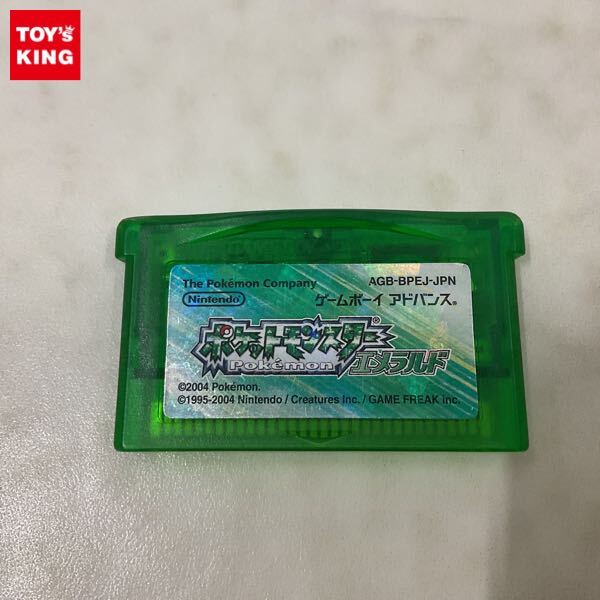 TOY's
KING
The Pokémon Company
AGB-BPEJ-JPN
Nintendo
ゲームボーイ アドバンス®
ポケットモンスター®
Pokémon
エメラルド
©2004 Pokémon.
©1995-2004 Nintendo / Creatures Inc. / GAME FREAK inc.